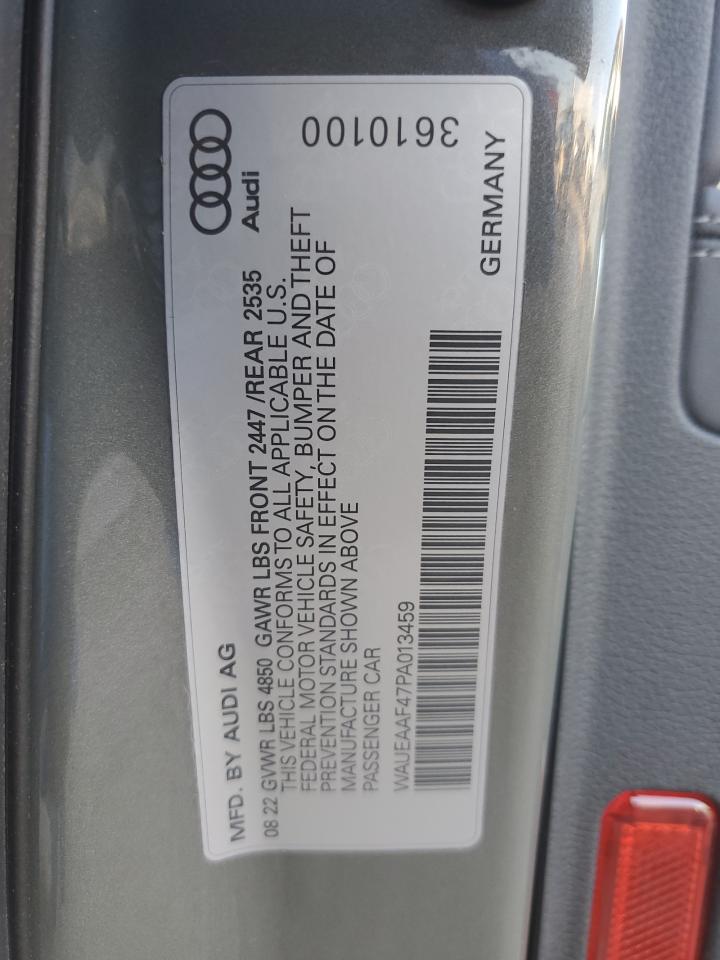 MFD. BY AUDI AG
Audi
08 22 GVWR LBS 4850 GAWR LBS FRONT 2447 /REAR 2535
THIS VEHICLE CONFORMS TO ALL APPLICABLE U.S.
FEDERAL MOTOR VEHICLE SAFETY, BUMPER AND THEFT
PREVENTION STANDARDS IN EFFECT ON THE DATE OF
MANUFACTURE SHOWN ABOVE
PASSENGER CAR
WAUEAAF47PA013459
GERMANY
3610100